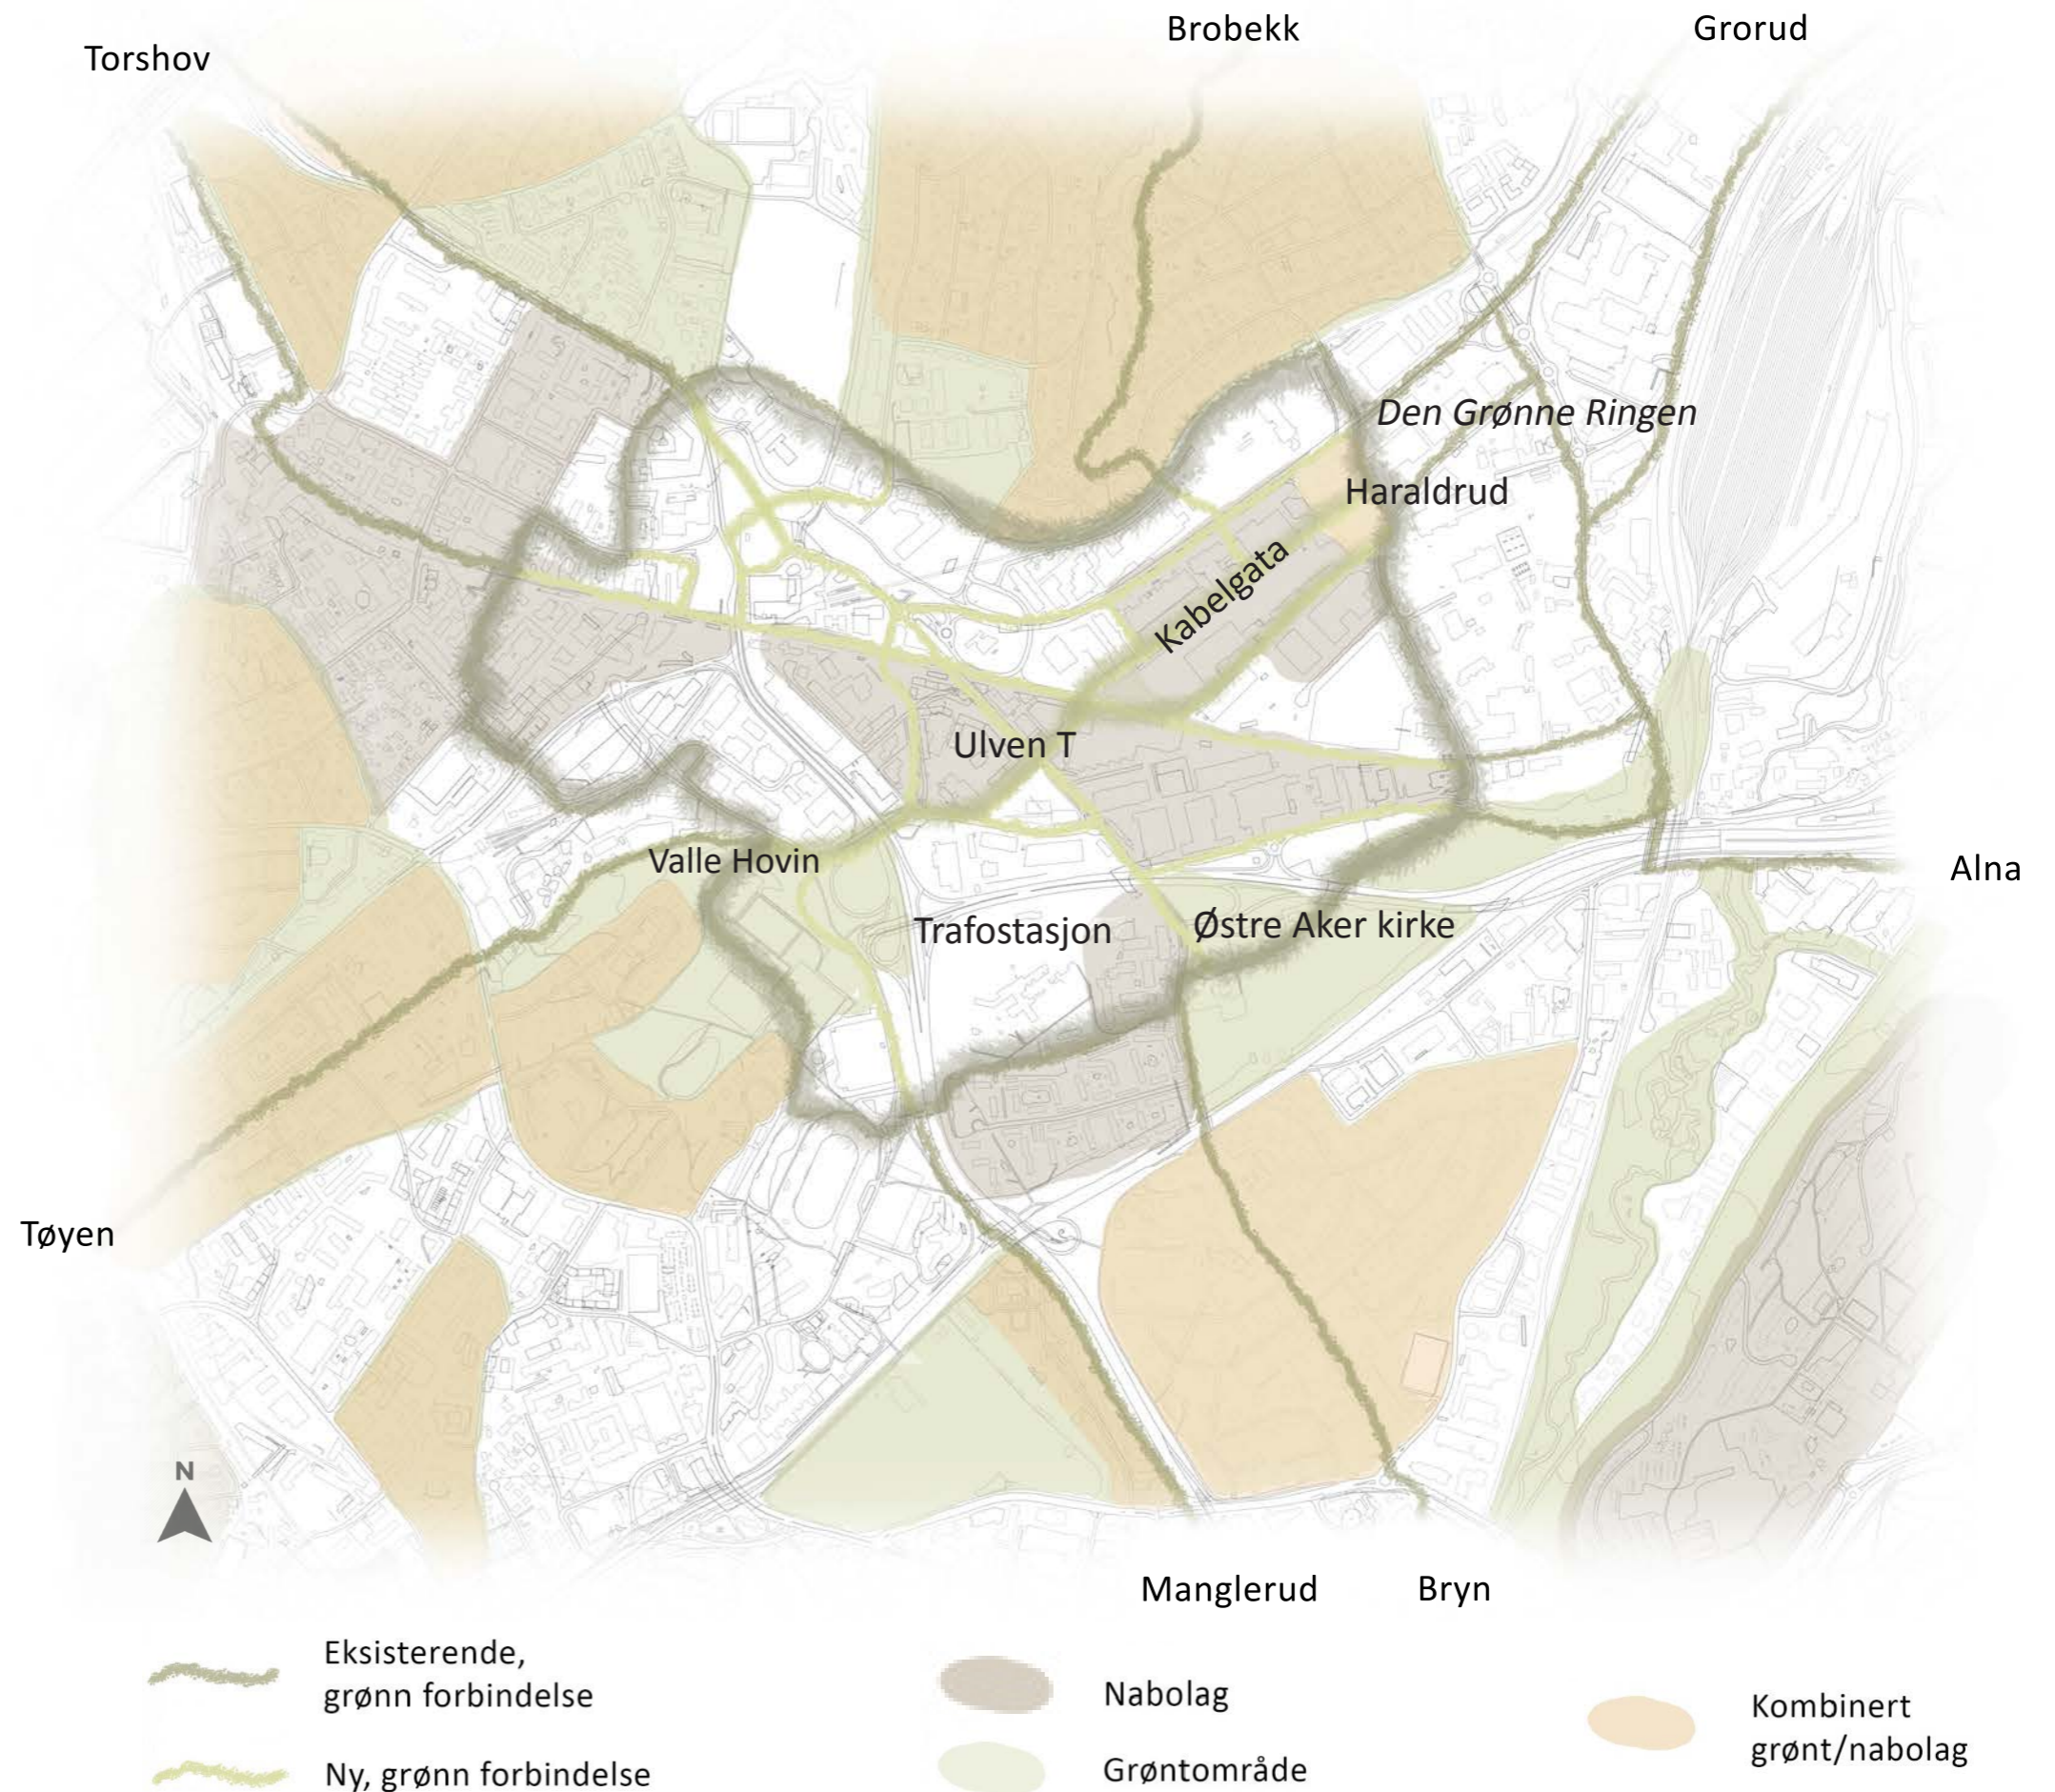 Brobekk
Grorud
Torshov
Den Grønne Ringen
Haraldrud
Kabelgata
Ulven T
Valle Hovin
Alna
Trafostasjon
Østre Aker kirke
Tøyen
N
Manglerud
Bryn
Eksisterende,
grønn forbindelse
Nabolag
Kombinert
grønt/nabolag
Ny, grønn forbindelse
Grøntområde